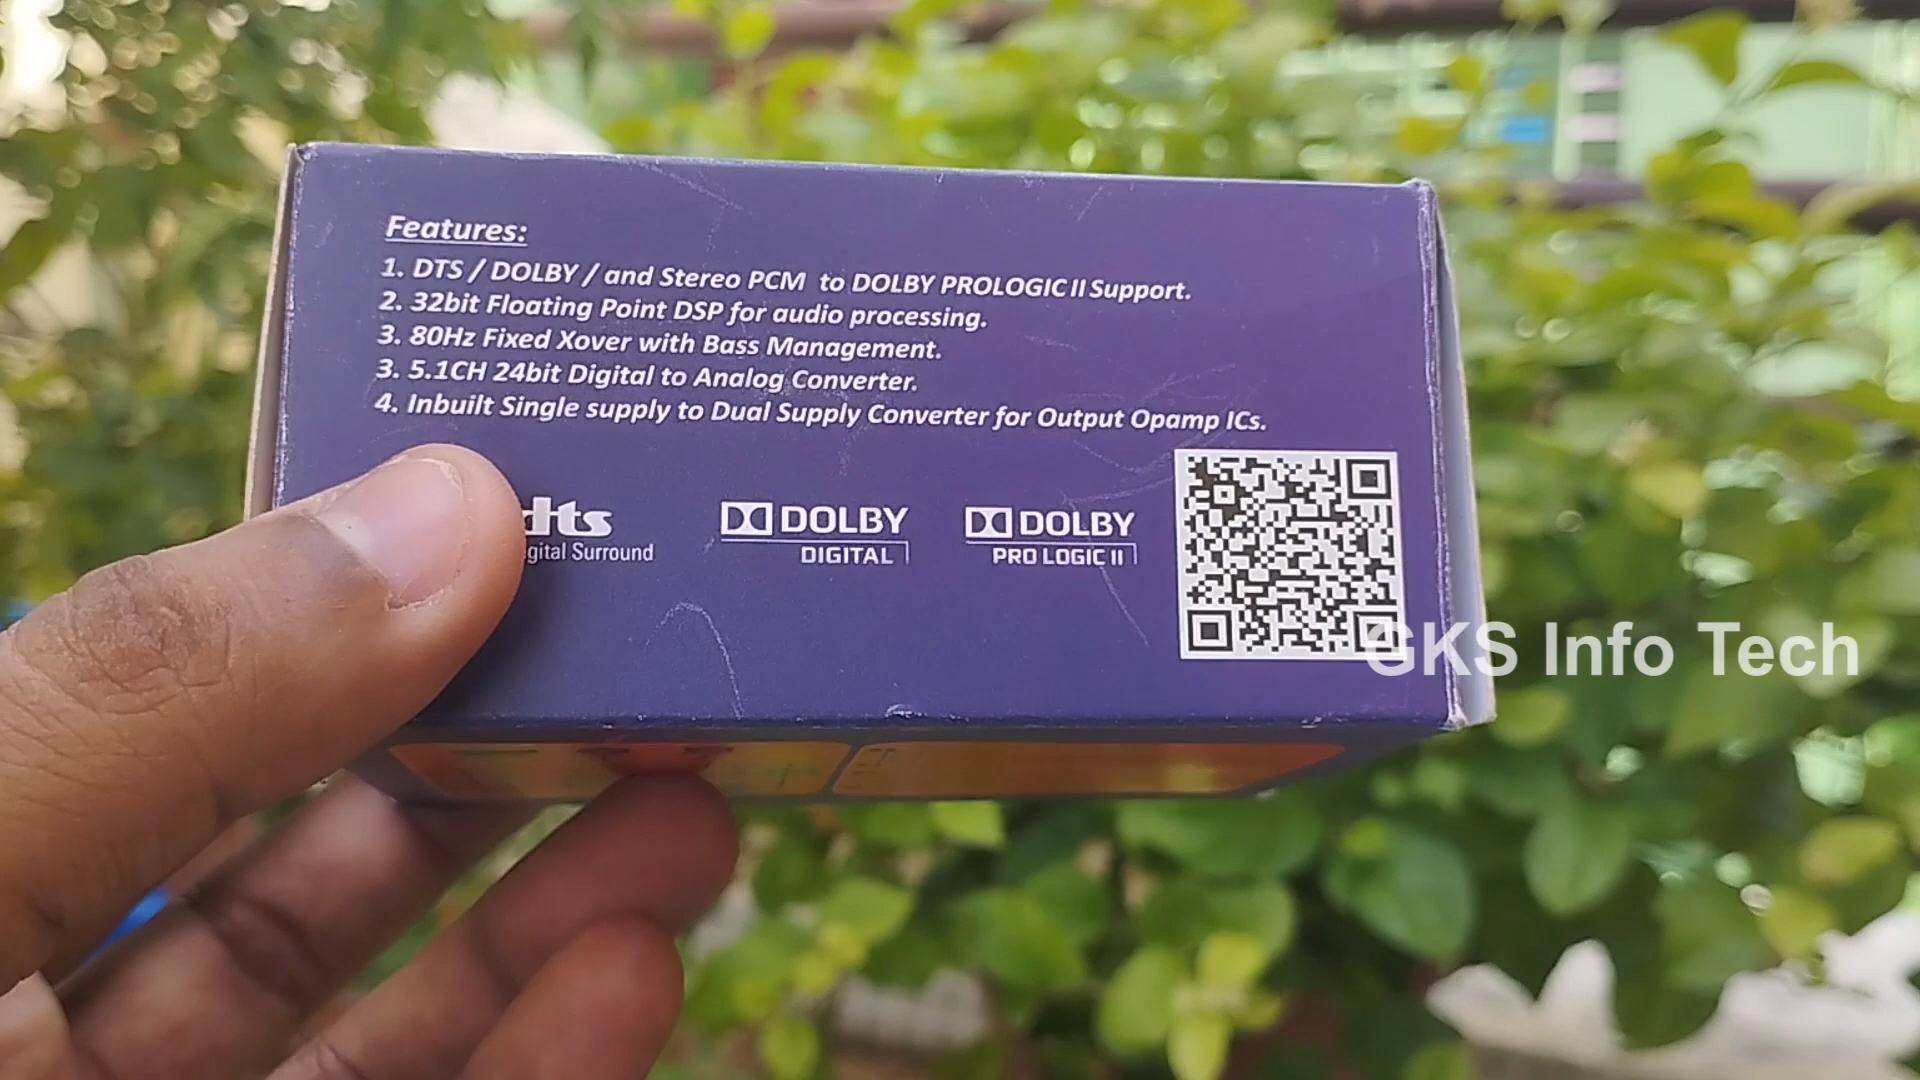 Features:
1. DTS / DOLBY / and Stereo PCM to DOLBY PROLOGIC II Support.
2. 32bit Floating Point DSP for audio processing.
3. 80Hz Fixed Xover with Bass Management.
3. 5.1CH 24bit Digital to Analog Converter.
4. Inbuilt Single supply to Dual Supply Converter for Output Opamp ICs.
dts
gital Surround
DOLBY
DIGITAL
DOLBY
PRO LOGIC II
GKS Info Tech